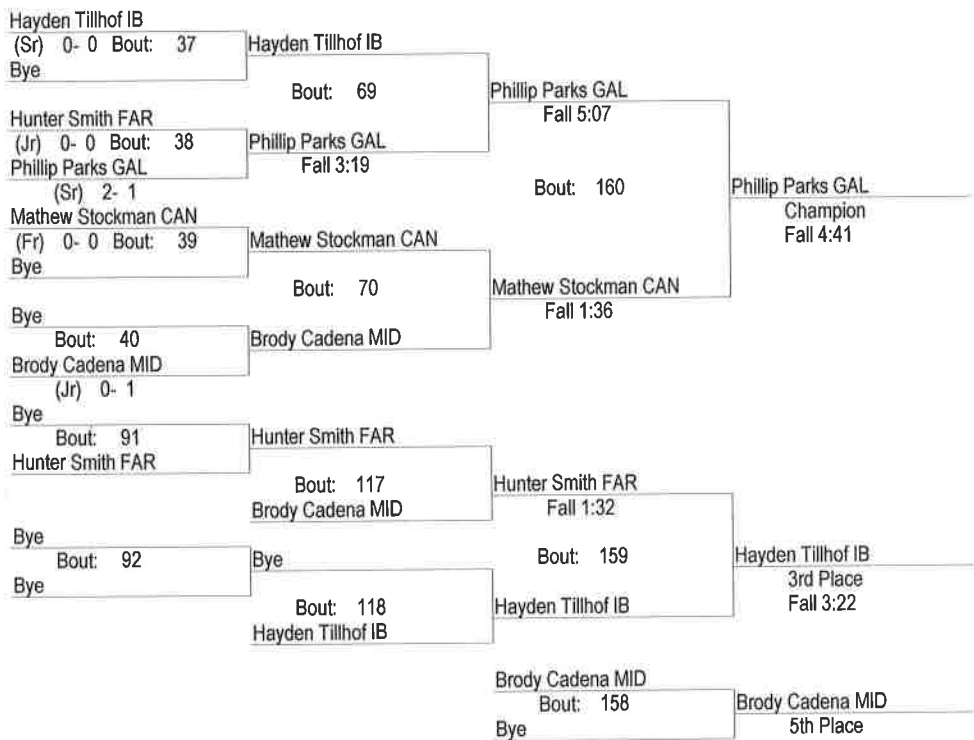 Hayden Tillhof IB
(Sr) 0- 0 Bout: 37
Bye
Hunter Smith FAR
(Jr) 0- 0 Bout: 38
Phillip Parks GAL
(Sr) 2- 1
Mathew Stockman CAN
(Fr) 0- 0 Bout: 39
Bye
Bye
Bout: 40
Brody Cadena MID
(Jr) 0- 1
Bye
Bout: 91
Hunter Smith FAR
Bye
Bout: 92
Bye
Hayden Tillhof IB
Bout: 69
Phillip Parks GAL
Fall 3:19
Mathew Stockman CAN
Bout: 70
Brody Cadena MID
Hunter Smith FAR
Bout: 117
Brody Cadena MID
Bye
Bout: 118
Hayden Tillhof IB
Phillip Parks GAL
Fall 5:07
Bout: 160
Mathew Stockman CAN
Fall 1:36
Hunter Smith FAR
Fall 1:32
Bout: 159
Hayden Tillhof IB
Brody Cadena MID
Bout: 158
Bye
Phillip Parks GAL
Champion
Fall 4:41
Hayden Tillhof IB
3rd Place
Fall 3:22
Brody Cadena MID
5th Place